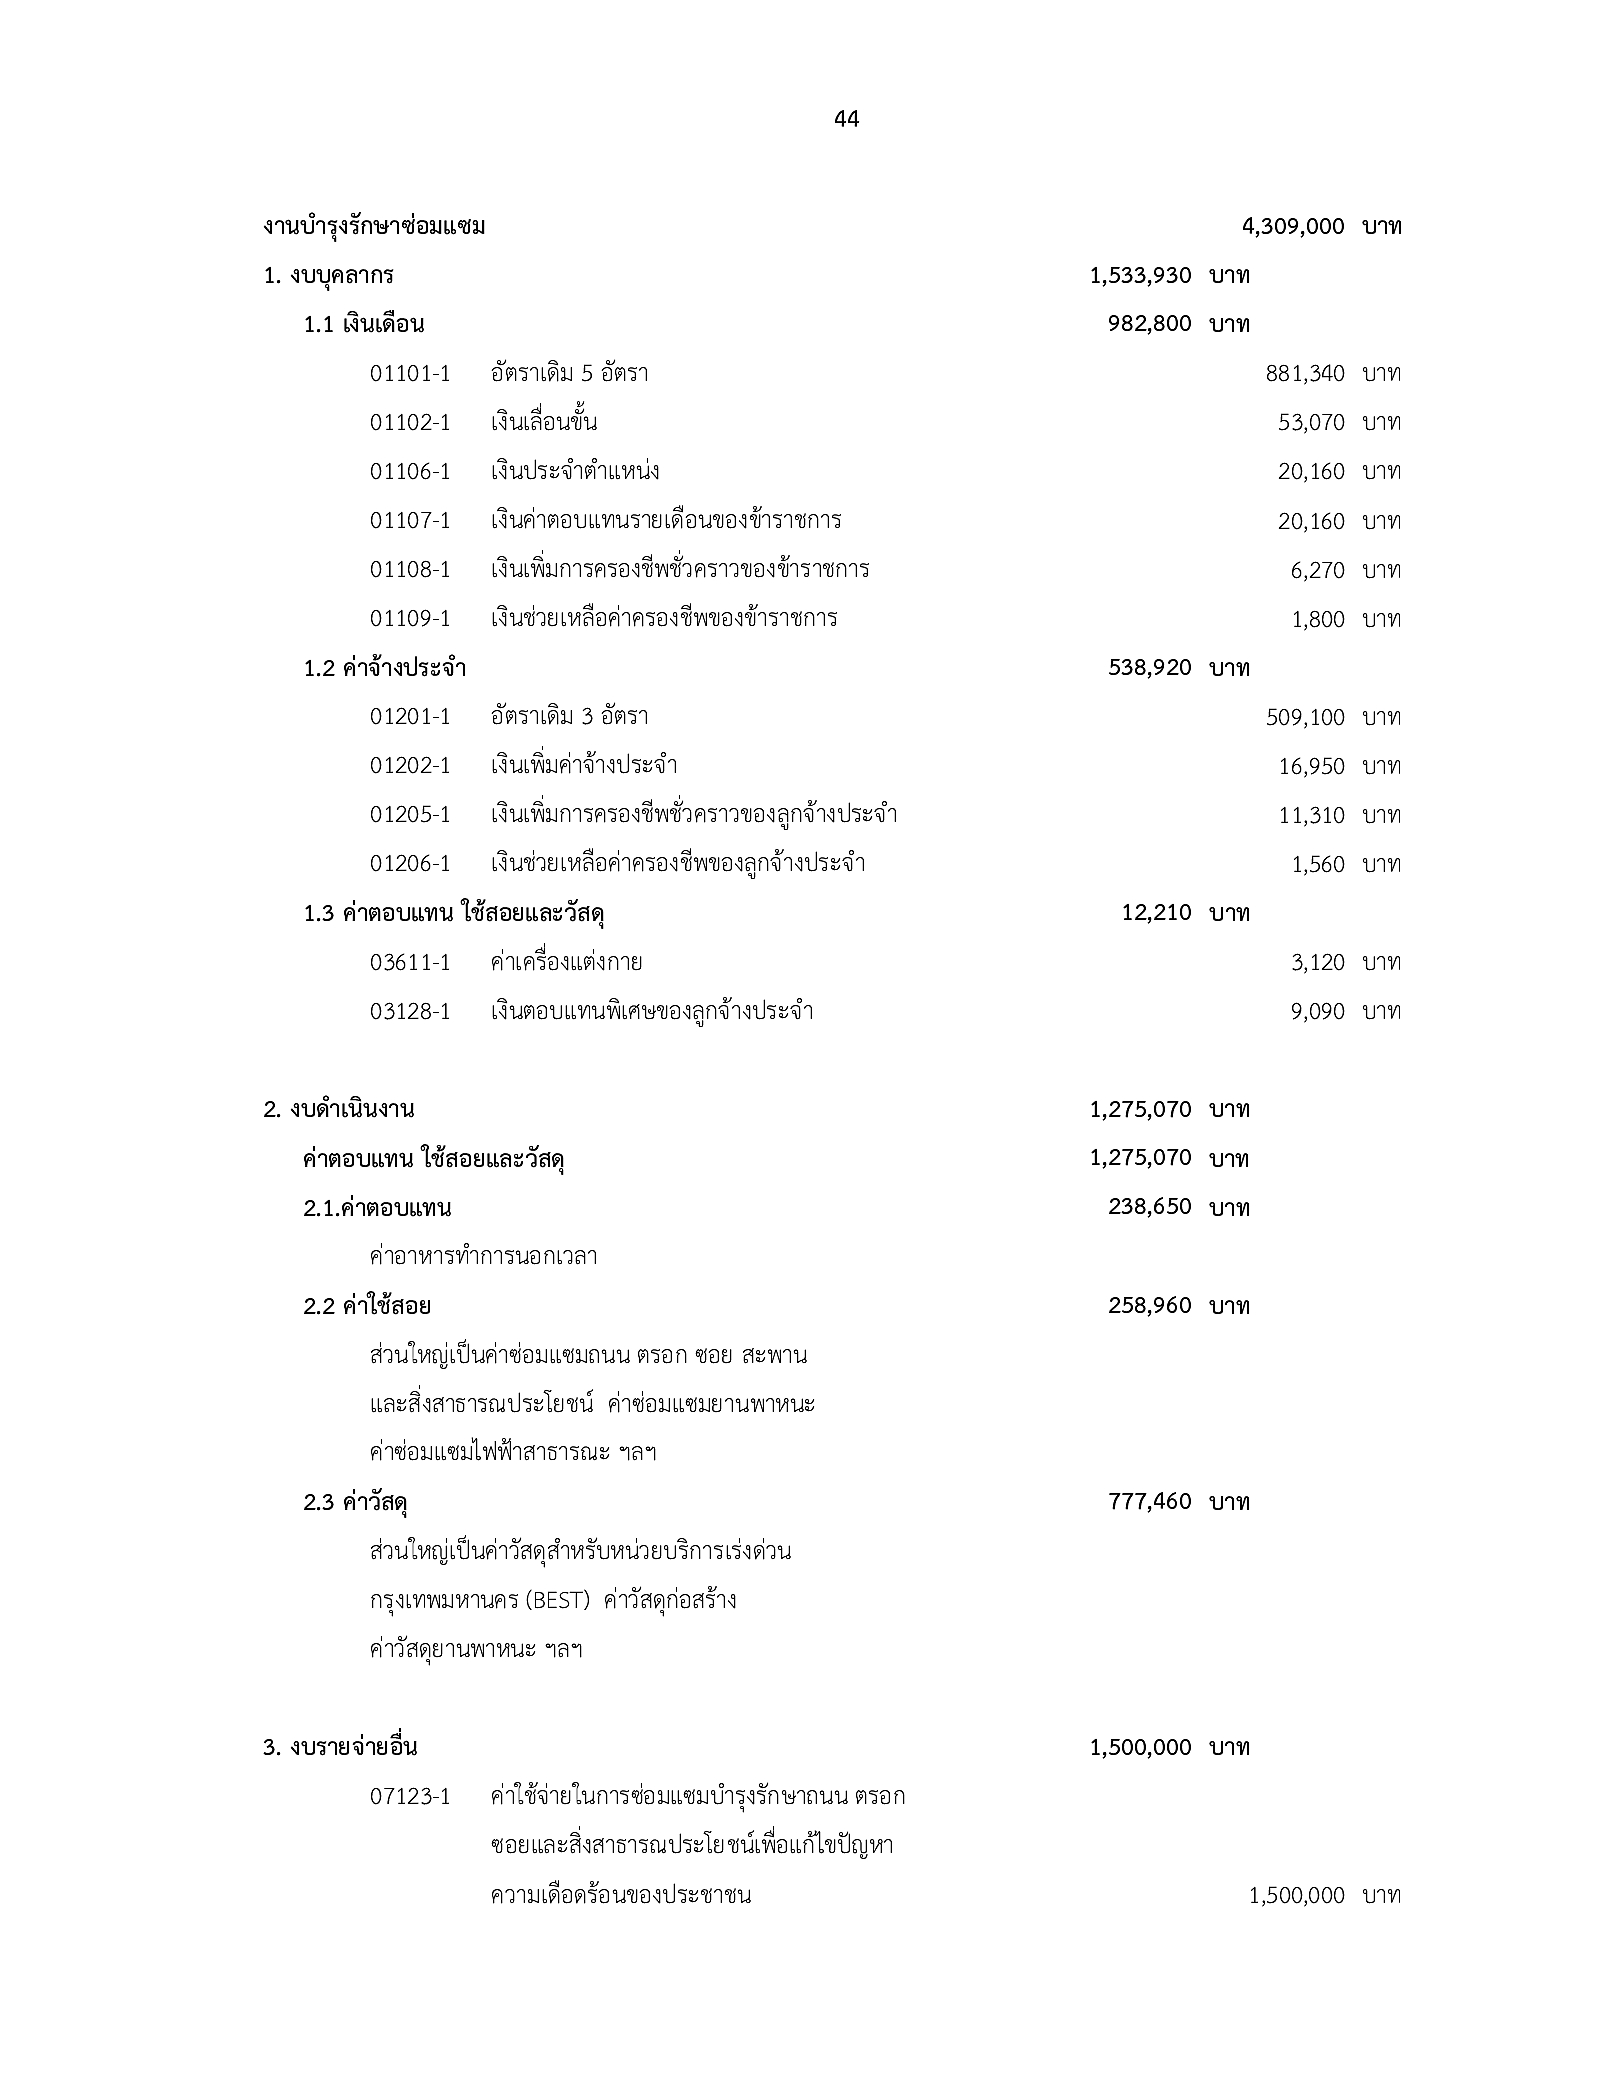 44
งานบำรุงรักษาซ่อมแซม 4,309,000 บาท
1. งบบุคลากร 1,533,930 บาท
1.1 เงินเดือน 982,800 บาท
01101-1 อัตราเดิม 5 อัตรา 881,340 บาท
01102-1 เงินเลื่อนขั้น 53,070 บาท
01106-1 เงินประจำตำแหน่ง 20,160 บาท
01107-1 เงินค่าตอบแทนรายเดือนของข้าราชการ 20,160 บาท
01108-1 เงินเพิ่มการครองชีพชั่วคราวของข้าราชการ 6,270 บาท
01109-1 เงินช่วยเหลือค่าครองชีพของข้าราชการ 1,800 บาท
1.2 ค่าจ้างประจำ 538,920 บาท
01201-1 อัตราเดิม 3 อัตรา 509,100 บาท
01202-1 เงินเพิ่มค่าจ้างประจำ 16,950 บาท
01205-1 เงินเพิ่มการครองชีพชั่วคราวของลูกจ้างประจำ 11,310 บาท
01206-1 เงินช่วยเหลือค่าครองชีพของลูกจ้างประจำ 1,560 บาท
1.3 ค่าตอบแทน ใช้สอยและวัสดุ 12,210 บาท
03611-1 ค่าเครื่องแต่งกาย 3,120 บาท
03128-1 เงินตอบแทนพิเศษของลูกจ้างประจำ 9,090 บาท
2. งบดำเนินงาน 1,275,070 บาท
ค่าตอบแทน ใช้สอยและวัสดุ 1,275,070 บาท
2.1.ค่าตอบแทน 238,650 บาท
ค่าอาหารทำการนอกเวลา
2.2 ค่าใช้สอย 258,960 บาท
ส่วนใหญ่เป็นค่าซ่อมแซมถนน ตรอก ซอย สะพาน
และสิ่งสาธารณประโยชน์ ค่าซ่อมแซมยานพาหนะ
ค่าซ่อมแซมไฟฟ้าสาธารณะ ฯลฯ
2.3 ค่าวัสดุ 777,460 บาท
ส่วนใหญ่เป็นค่าวัสดุสำหรับหน่วยบริการเร่งด่วน
กรุงเทพมหานคร (BEST) ค่าวัสดุก่อสร้าง
ค่าวัสดุยานพาหนะ ฯลฯ
3. งบรายจ่ายอื่น 1,500,000 บาท
07123-1 ค่าใช้จ่ายในการซ่อมแซมบำรุงรักษาถนน ตรอก
ซอยและสิ่งสาธารณประโยชน์เพื่อแก้ไขปัญหา
ความเดือดร้อนของประชาชน 1,500,000 บาท